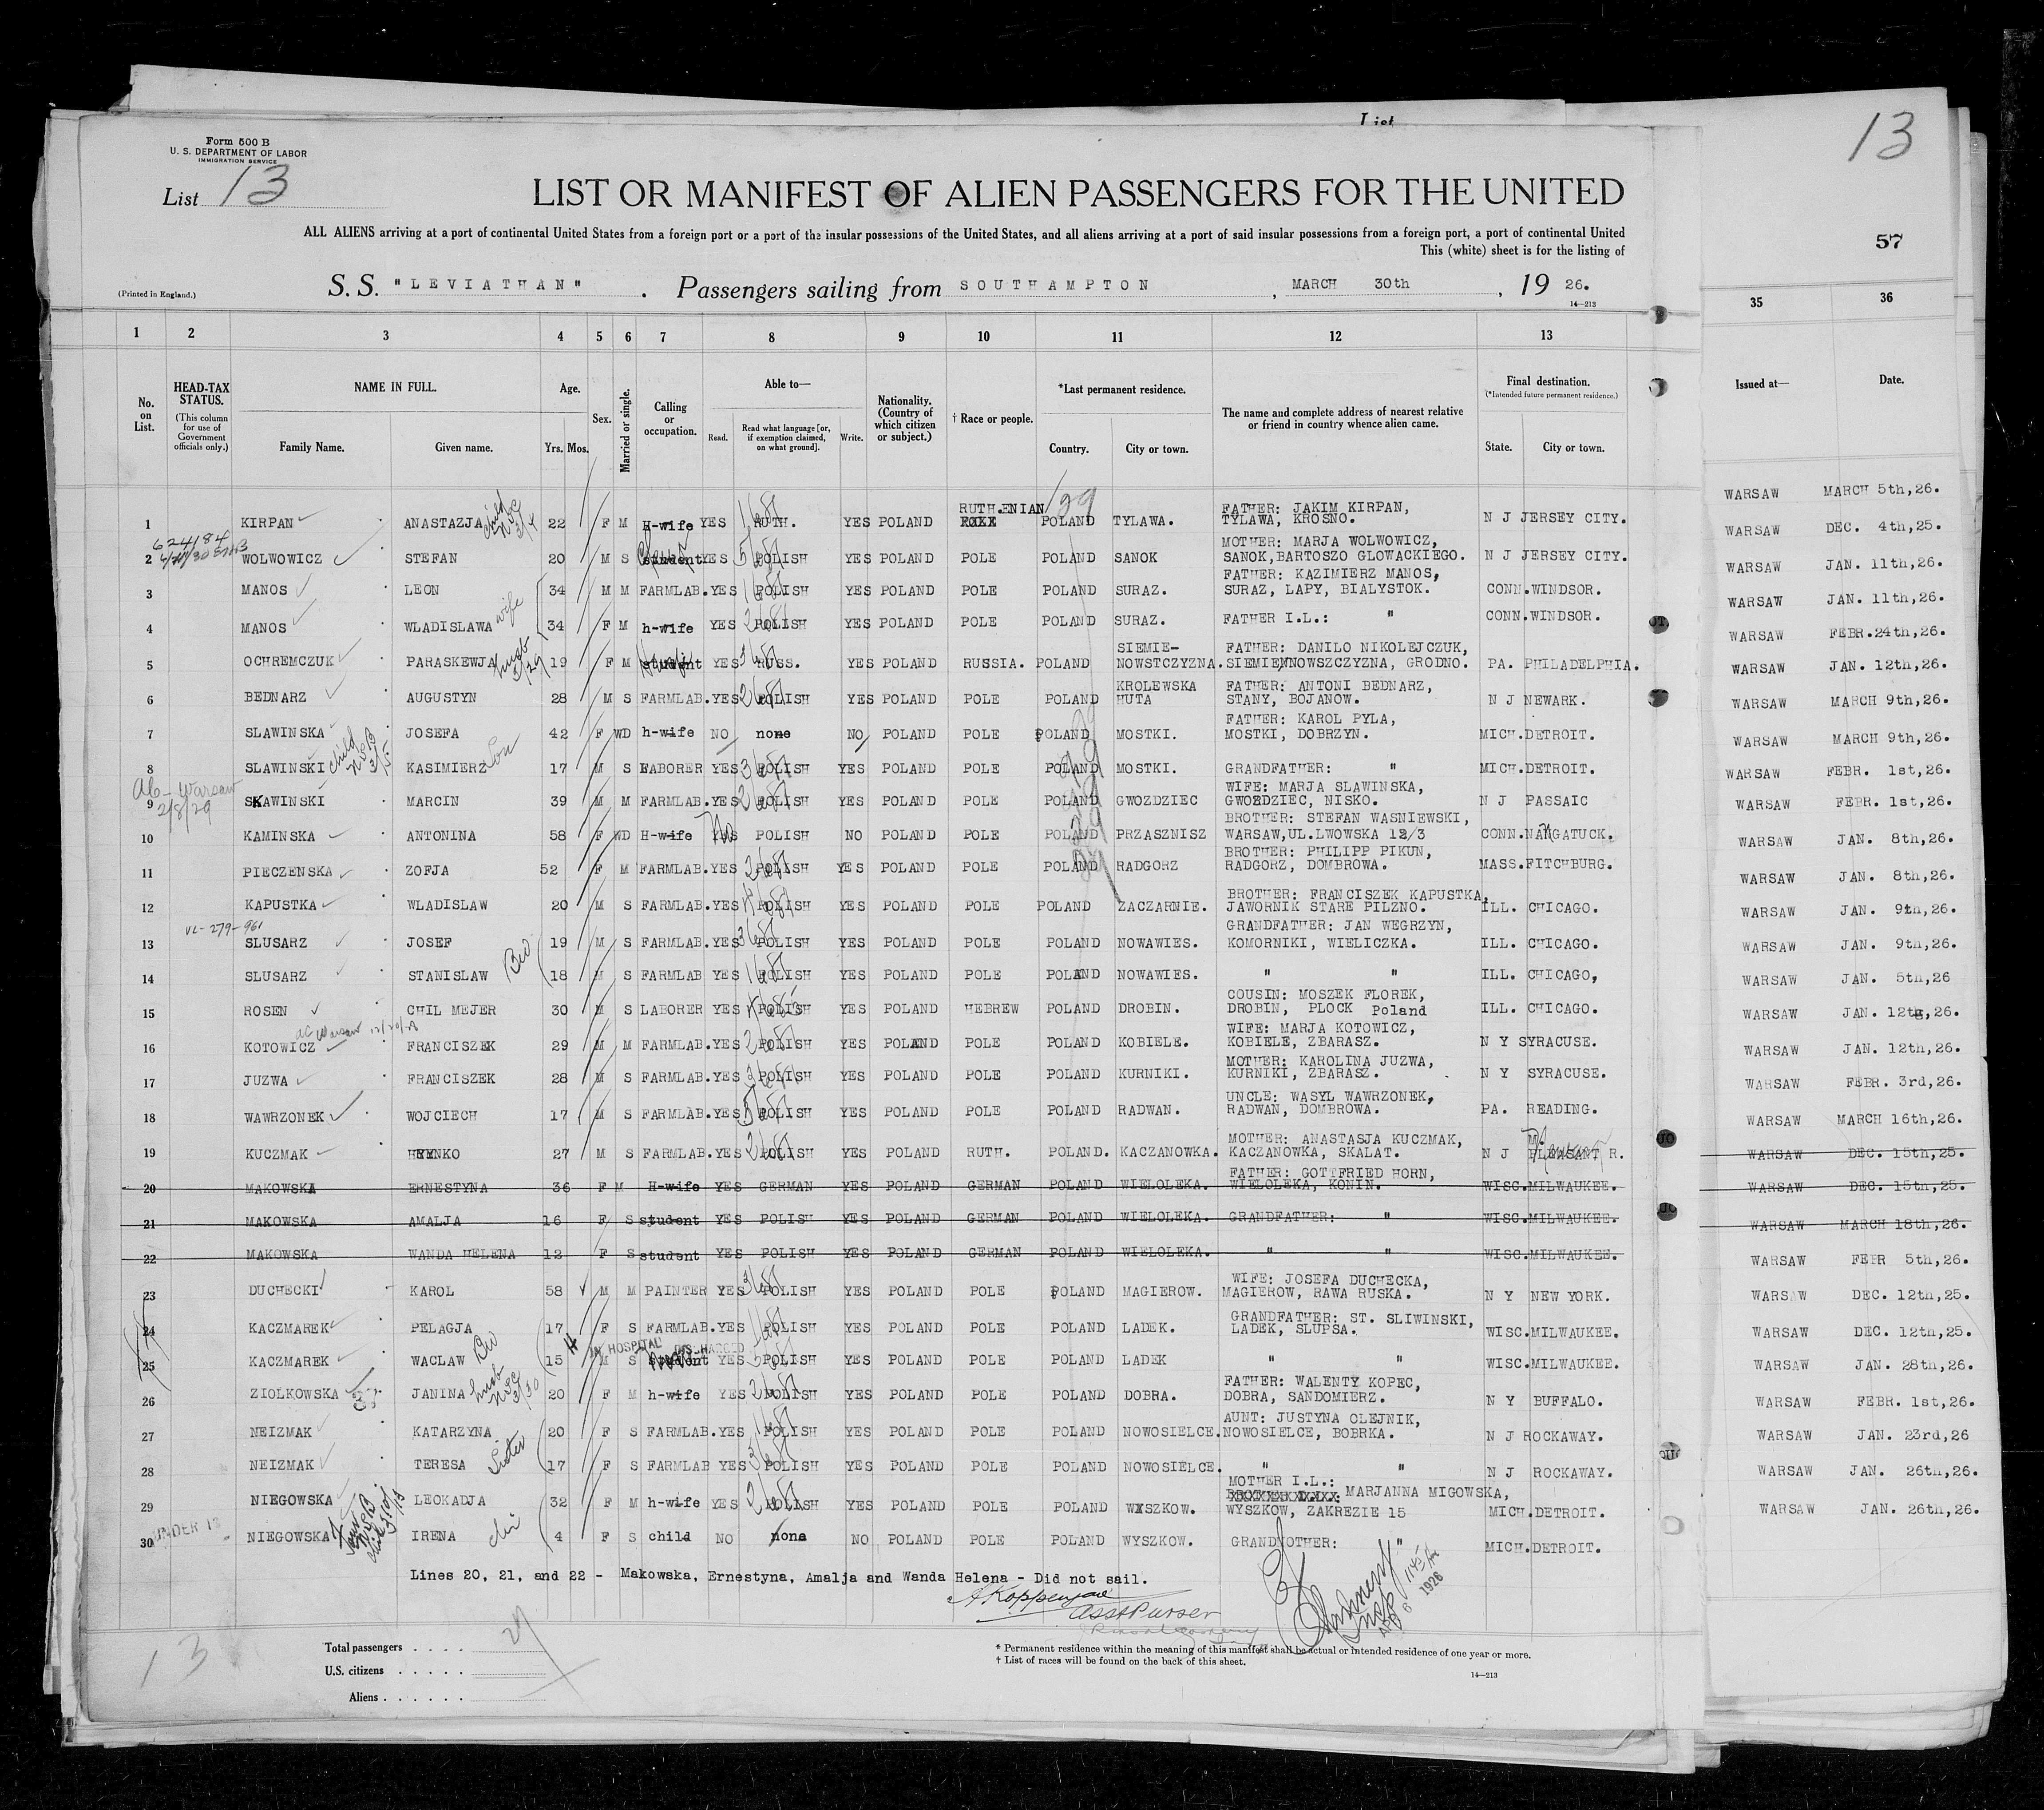 List
13
Form 500 B
U. S. DEPARTMENT OF LABOR
IMMIGRATION SERVICE
List 13
LIST OR MANIFEST OF ALIEN PASSENGERS FOR THE UNITED
ALL ALIENS arriving at a port of continental United States from a foreign port or a port of the insular possessions of the United States, and all aliens arriving at a port of said insular possessions from a foreign port, a port of continental United
This (white) sheet is for the listing of
57
(Printed in England.)
S. S. "LEVIATHAN" . Passengers sailing from SOUTHAMPTON , MARCH 30th , 19 26.
14—213
1 2 3 4 5 6 7 8 9 10 11 12 13 35 36
No. on List. HEAD-TAX STATUS. (This column for use of Government officials only.) NAME IN FULL. Family Name. Given name. Age. Yrs. Mos. Sex. Married or single. Calling or occupation. Able to— Read. Read what language [or, if exemption claimed, on what ground]. Write. Nationality. (Country of which citizen or subject.) † Race or people. *Last permanent residence. Country. City or town. The name and complete address of nearest relative or friend in country whence alien came. Final destination. (*Intended future permanent residence.) State. City or town. Issued at— Date.
1 KIRPAN ANASTAZJA 22 F M H-wife YES RUTH. YES POLAND RUTHENIAN POLAND TYLAWA. FATHER: JAKIM KIRPAN, TYLAWA, KROSNO. N J JERSEY CITY.
2 WOLWOWICZ STEFAN 20 M S student YES POLISH YES POLAND POLE POLAND SANOK MOTHER: MARJA WOLWOWICZ, SANOK, BARTOSZO GLOWACKIEGO. N J JERSEY CITY.
3 MANOS LEON 34 M M FARMLAB. YES POLISH YES POLAND POLE POLAND SURAZ. FATHER: KAZIMIERZ MANOS, SURAZ, LAPY, BIALYSTOK. CONN. WINDSOR.
4 MANOS WLADISLAWA wife 34 F M h-wife YES POLISH YES POLAND POLE POLAND SURAZ. FATHER I.L.: " CONN. WINDSOR.
5 OCHREMCZUK PARASKEWJA 19 F M student YES RUSS. YES POLAND RUSSIA. POLAND SIEMIE-NOWSTCZYZNA. FATHER: DANILO NIKOLEJCZUK, SIEMIENNOWSZCZYZNA, GRODNO. PA. PHILADELPHIA.
6 BEDNARZ AUGUSTYN 28 M S FARMLAB. YES POLISH YES POLAND POLE POLAND KROLEWSKA HUTA FATHER: ANTONI BEDNARZ, STANY, BOJANOW. N J NEWARK.
7 SLAWINSKA JOSEFA 42 F WD h-wife NO none NO POLAND POLE POLAND MOSTKI. FATHER: KAROL PYLA, MOSTKI, DOBRZYN. MICH. DETROIT.
8 SLAWINSKI KASIMIERZ son 17 M S LABORER YES POLISH YES POLAND POLE POLAND MOSTKI. GRANDFATHER: " MICH. DETROIT.
9 SKAWINSKI MARCIN 39 M M FARMLAB. YES POLISH YES POLAND POLE POLAND GWOZDZIEC WIFE: MARJA SLAWINSKA, GWOZDZIEC, NISKO. N J PASSAIC
10 KAMINSKA ANTONINA 58 F WD H-wife No POLISH NO POLAND POLE POLAND PRZASZNISZ BROTHER: STEFAN WASNIEWSKI, WARSAW, UL.LWOWSKA 12/3 CONN. NAUGATUCK.
11 PIECZENSKA ZOFJA 52 F M FARMLAB. YES POLISH YES POLAND POLE POLAND RADGORZ BROTHER: PHILIPP PIKUN, RADGORZ, DOMBROWA. MASS. FITCHBURG.
12 KAPUSTKA WLADISLAW 20 M S FARMLAB. YES POLISH YES POLAND POLE POLAND ZACZARNIE. BROTHER: FRANCISZEK KAPUSTKA, JAWORNIK STARE PILZNO. ILL. CHICAGO.
13 SLUSARZ JOSEF 19 M S FARMLAB. YES POLISH YES POLAND POLE POLAND NOWAWIES. GRANDFATHER: JAN WEGRZYN, KOMORNIKI, WIELICZKA. ILL. CHICAGO.
14 SLUSARZ STANISLAW Bro 18 M S FARMLAB YES POLISH YES POLAND POLE POLAND NOWAWIES. " " ILL. CHICAGO,
15 ROSEN CHIL MEJER 30 M S LABORER YES POLISH YES POLAND HEBREW POLAND DROBIN. COUSIN: MOSZEK FLOREK, DROBIN, PLOCK Poland ILL. CHICAGO.
16 KOTOWICZ FRANCISZEK 29 M M FARMLAB. YES POLISH YES POLAND POLE POLAND KOBIELE. WIFE: MARJA KOTOWICZ, KOBIELE, ZBARASZ. N Y SYRACUSE.
17 JUZWA FRANCISZEK 28 M S FARMLAB. YES POLISH YES POLAND POLE POLAND KURNIKI. MOTHER: KAROLINA JUZWA, KURNIKI, ZBARASZ. N Y SYRACUSE.
18 WAWRZONEK WOJCIECH 17 M S FARMLAB. YES POLISH YES POLAND POLE POLAND RADWAN. UNCLE: WASYL WAWRZONEK, RADWAN, DOMBROWA. PA. READING.
19 KUCZMAK HRYNKO 27 M S FARMLAB. YES POLISH YES POLAND RUTH. POLAND. KACZANOWKA. MOTHER: ANASTASJA KUCZMAK, KACZANOWKA, SKALAT. N J PLEASANT R.
20 MAKOWSKA ERNESTYNA 36 F M H-wife YES GERMAN YES POLAND GERMAN POLAND WIELOLEKA. FATHER: GOTTFRIED HORN, WIELOLEKA, KONIN. WISC. MILWAUKEE.
21 MAKOWSKA AMALJA 16 F S student YES POLISH YES POLAND GERMAN POLAND WIELOLEKA. GRANDFATHER: " WISC. MILWAUKEE.
22 MAKOWSKA WANDA HELENA 12 F S student YES POLISH YES POLAND GERMAN POLAND WIELOLEKA. " " WISC. MILWAUKEE.
23 DUCHECKI KAROL 58 M M PAINTER YES POLISH YES POLAND POLE POLAND MAGIEROW. WIFE: JOSEFA DUCHECKA, MAGIEROW, RAWA RUSKA. N Y NEW YORK.
24 KACZMAREK PELAGJA 17 F S FARMLAB. YES POLISH YES POLAND POLE POLAND LADEK. GRANDFATHER: ST. SLIWINSKI, LADEK, SLUPSA. WISC. MILWAUKEE.
IN HOSPITAL DISCHARGED
25 KACZMAREK WACLAW Bro 15 M S student YES POLISH YES POLAND POLE POLAND LADEK " " WISC. MILWAUKEE.
26 ZIOLKOWSKA JANINA 20 F M h-wife YES POLISH YES POLAND POLE POLAND DOBRA. FATHER: WALENTY KOPEC, DOBRA, SANDOMIERZ. N Y BUFFALO.
27 NEIZMAK KATARZYNA 20 F S FARMLAB. YES POLISH YES POLAND POLE POLAND NOWOSIELCE. AUNT: JUSTYNA OLEJNIK, NOWOSIELCE, BOBRKA. N J ROCKAWAY.
28 NEIZMAK TERESA Sister 17 F S FARMLAB YES POLISH YES POLAND POLE POLAND NOWOSIELCE. " " N J ROCKAWAY.
29 NIEGOWSKA LEOKADJA 32 F M h-wife YES POLISH YES POLAND POLE POLAND WYSZKOW. MOTHER I.L.: MARJANNA MIGOWSKA, WYSZKOW, ZAKREZIE 15 MICH. DETROIT.
30 UNDER 1 NIEGOWSKA IRENA 4 F S child NO none NO POLAND POLE POLAND WYSZKOW. GRANDMOTHER: " MICH. DETROIT.
WARSAW MARCH 5th,26.
WARSAW DEC. 4th,25.
WARSAW JAN. 11th,26.
WARSAW JAN. 11th,26.
WARSAW FEBR.24th,26.
WARSAW JAN. 12th,26.
WARSAW MARCH 9th,26.
WARSAW MARCH 9th,26.
WARSAW FEBR. 1st,26.
WARSAW FEBR. 1st,26.
WARSAW JAN. 8th,26.
WARSAW JAN. 8th,26.
WARSAW JAN. 9th,26.
WARSAW JAN. 9th,26.
WARSAW JAN. 5th,26
WARSAW JAN. 12th,26.
WARSAW JAN. 12th,26.
WARSAW FEBR. 3rd,26.
WARSAW MARCH 16th,26.
WARSAW DEC. 15th,25.
WARSAW DEC. 15th,25.
WARSAW MARCH 18th,26.
WARSAW FEBR 5th,26.
WARSAW DEC. 12th,25.
WARSAW DEC. 12th,25.
WARSAW JAN. 28th,26.
WARSAW FEBR. 1st,26.
WARSAW JAN. 23rd,26
WARSAW JAN. 26th,26.
WARSAW JAN. 26th,26.
Lines 20, 21, and 22 - Makowska, Ernestyna, Amalja and Wanda Helena - Did not sail.
Asst Purser
APR 6 1926
13
Total passengers . . . .
U.S. citizens . . . . .
Aliens . . . . . .
* Permanent residence within the meaning of this manifest shall be actual or intended residence of one year or more.
† List of races will be found on the back of this sheet.
14—213